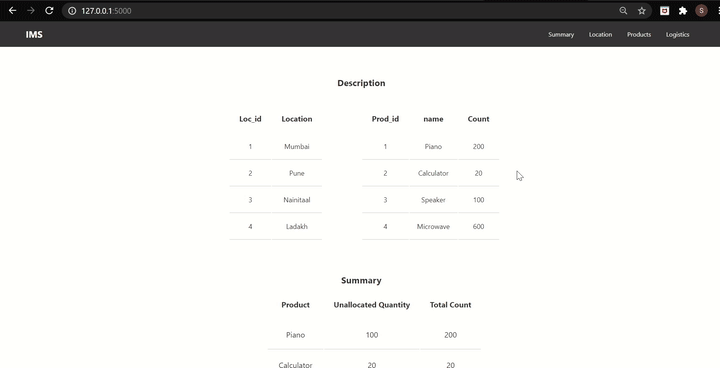 127.0.0.1:5000
S
IMS Summary Location Products Logistics
Description
Loc_id Location Prod_id name Count
1 Mumbai 1 Piano 200
2 Pune 2 Calculator 20
3 Nainitaal 3 Speaker 100
4 Ladakh 4 Microwave 600
Summary
Product Unallocated Quantity Total Count
Piano 100 200
Calculator 20 20